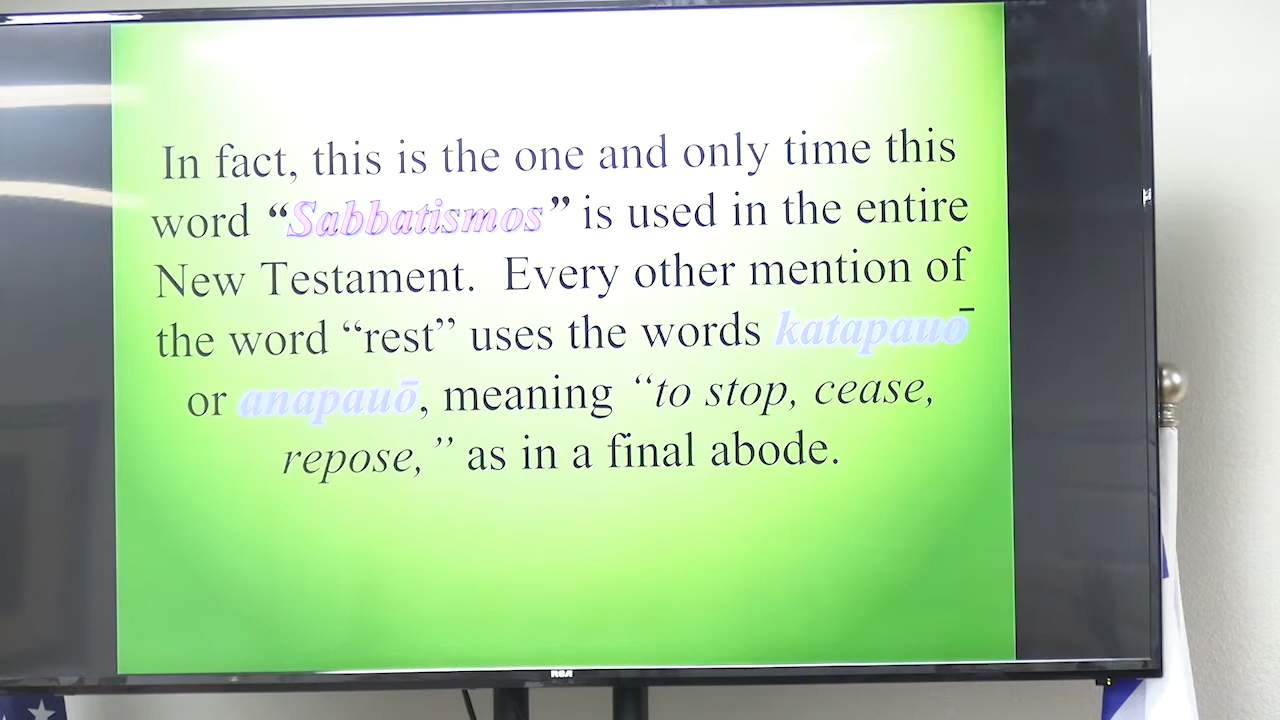 In fact, this is the one and only time this
word “Sabbatismos” is used in the entire
New Testament.  Every other mention of
the word “rest” uses the words katapauō
or anapauō, meaning “to stop, cease,
repose,” as in a final abode.
RCA